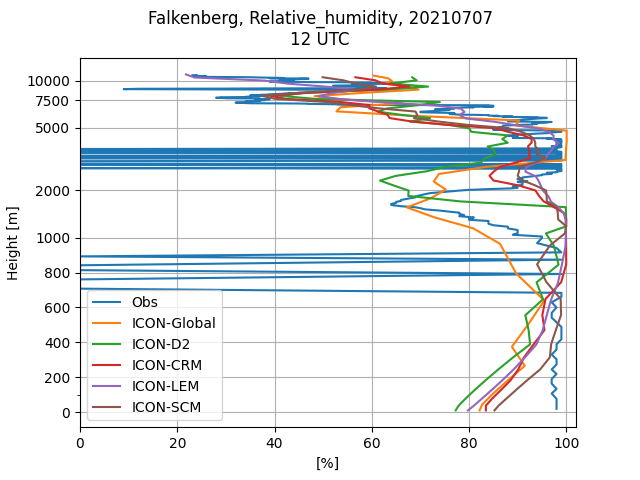 Falkenberg, Relative_humidity, 20210707
12 UTC
Height [m]
10000
7500
5000
2000
1000
800
600
400
200
0
Obs
ICON-Global
ICON-D2
ICON-CRM
ICON-LEM
ICON-SCM
0 20 40 60 80 100
[%]